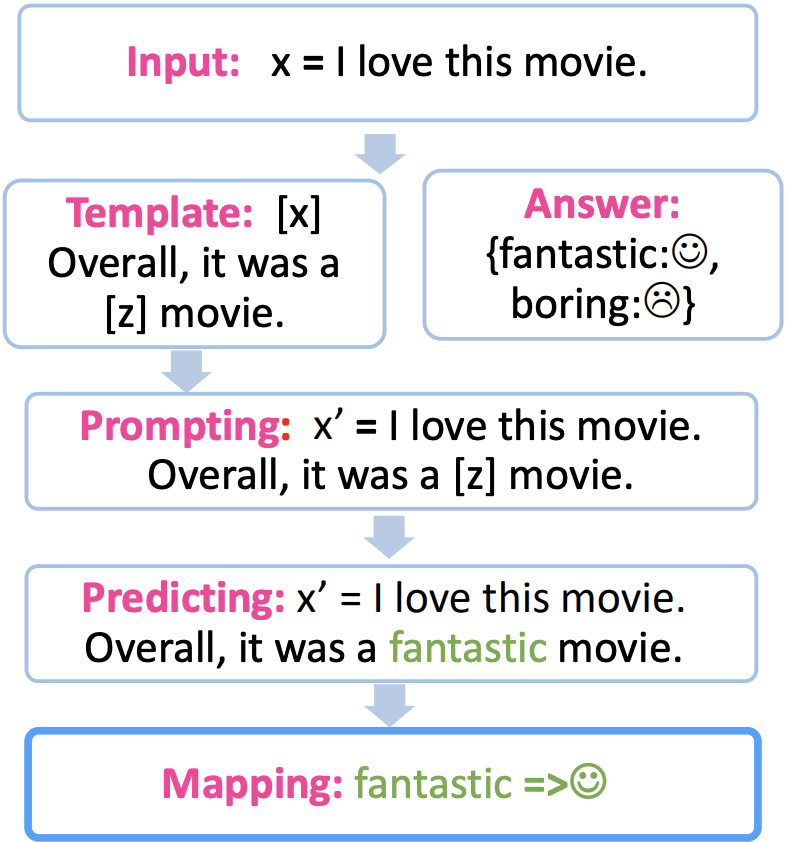 Input: x = I love this movie.
Template: [x]
Overall, it was a
[z] movie.
Answer:
{fantastic:☺,
boring:☹}
Prompting: x’ = I love this movie.
Overall, it was a [z] movie.
Predicting: x’ = I love this movie.
Overall, it was a fantastic movie.
Mapping: fantastic =>☺